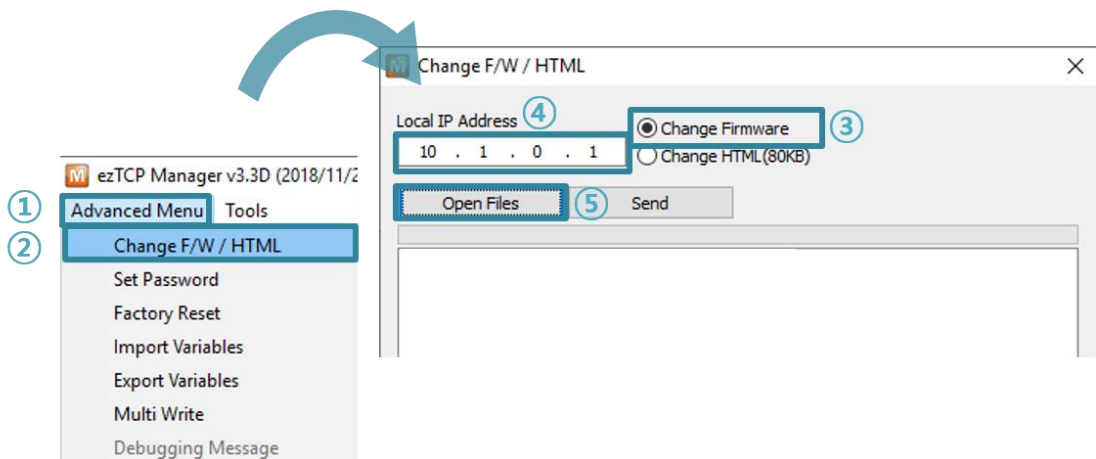 M ezTCP Manager v3.3D (2018/11/2
① Advanced Menu Tools
② Change F/W / HTML
Set Password
Factory Reset
Import Variables
Export Variables
Multi Write
Debugging Message
M Change F/W / HTML
Local IP Address ④
Change Firmware ③
10 . 1 . 0 . 1
Change HTML(80KB)
Open Files ⑤ Send